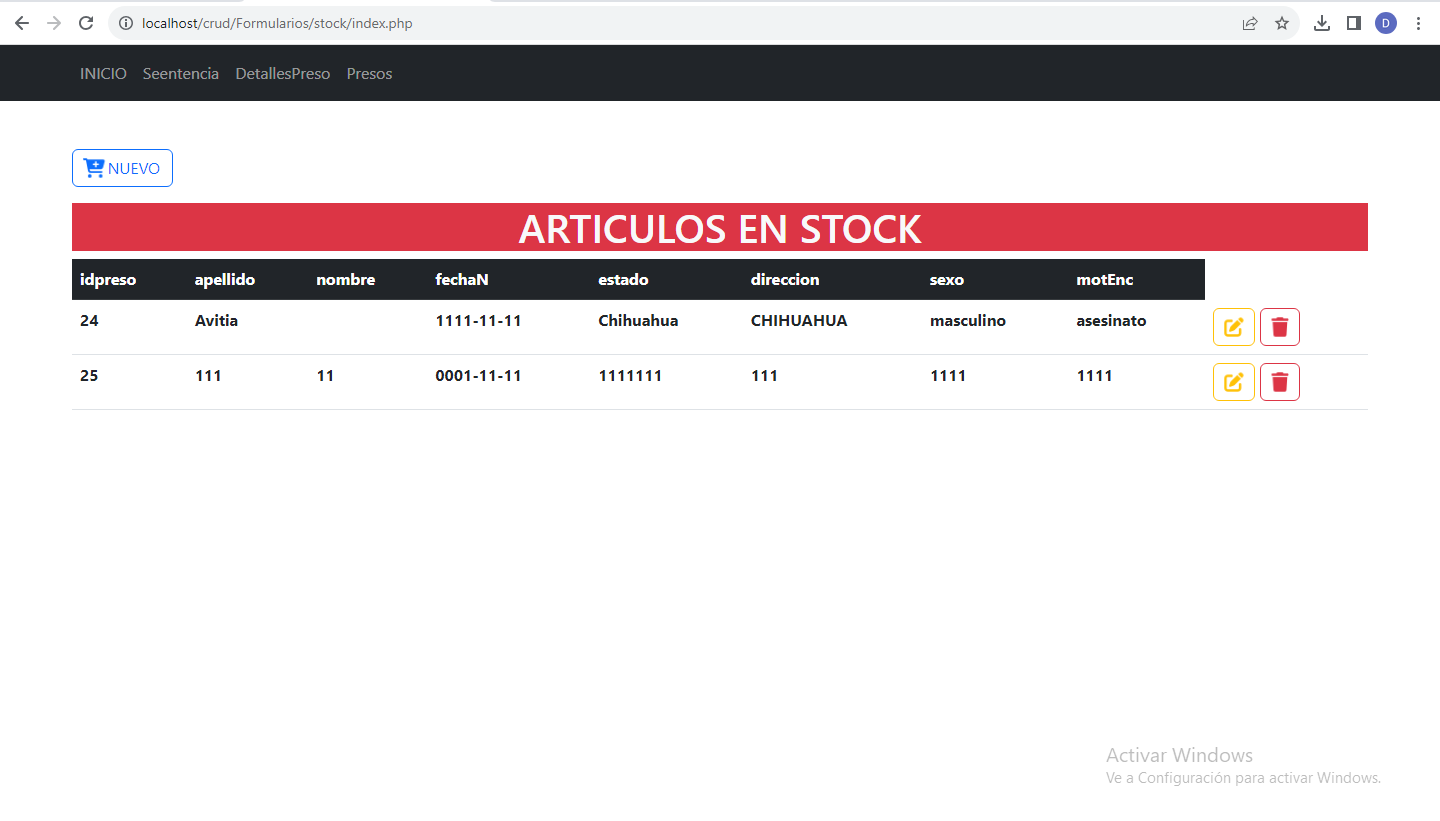 localhost/crud/Formularios/stock/index.php
D
INICIO Seentencia DetallesPreso Presos
NUEVO
ARTICULOS EN STOCK
idpreso apellido nombre fechaN estado direccion sexo motEnc
24 Avitia 1111-11-11 Chihuahua CHIHUAHUA masculino asesinato
25 111 11 0001-11-11 1111111 111 1111 1111
Activar Windows
Ve a Configuración para activar Windows.